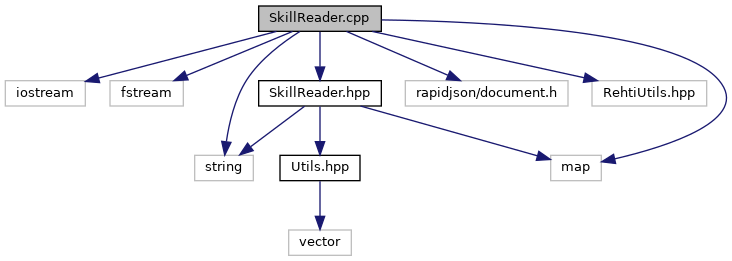 SkillReader.cpp
iostream
fstream
SkillReader.hpp
rapidjson/document.h
RehtiUtils.hpp
string
Utils.hpp
map
vector